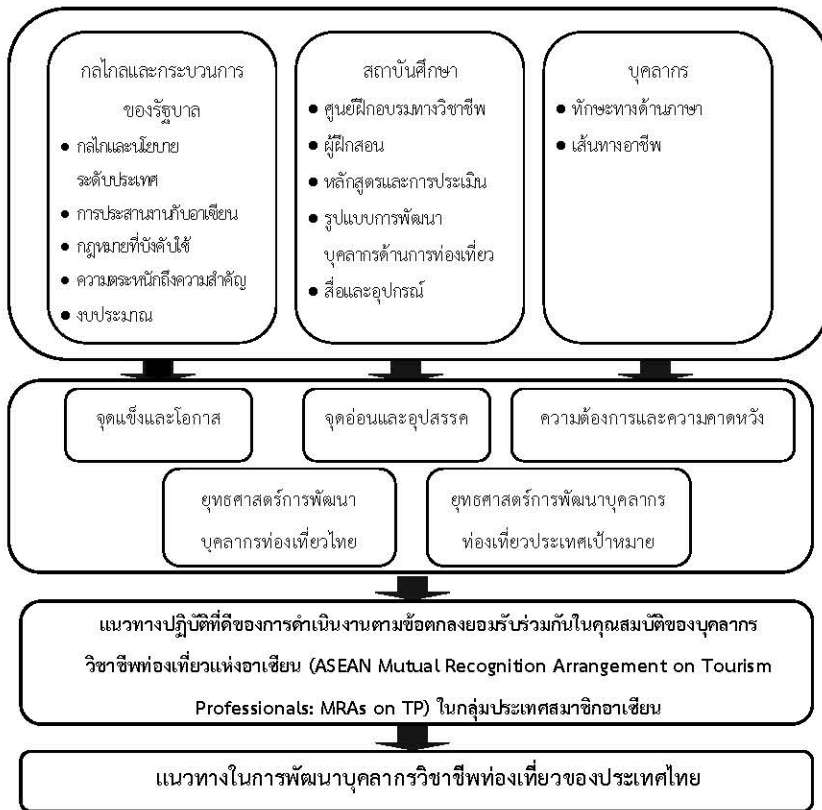 กลไกลและกระบวนการ
ของรัฐบาล
● กลไกและนโยบาย
ระดับประเทศ
● การประสานงานกับอาเซียน
● กฎหมายที่บังคับใช้
● ความตระหนักถึงความสำคัญ
● งบประมาณ
สถาบันศึกษา
● ศูนย์ฝึกอบรมทางวิชาชีพ
● ผู้ฝึกสอน
● หลักสูตรและการประเมิน
● รูปแบบการพัฒนา
บุคลากรด้านการท่องเที่ยว
● สื่อและอุปกรณ์
บุคลากร
● ทักษะทางด้านภาษา
● เส้นทางอาชีพ
จุดแข็งและโอกาส
จุดอ่อนและอุปสรรค
ความต้องการและความคาดหวัง
ยุทธศาสตร์การพัฒนา
บุคลากรท่องเที่ยวไทย
ยุทธศาสตร์การพัฒนาบุคลากร
ท่องเที่ยวประเทศเป้าหมาย
แนวทางปฏิบัติที่ดีของการดำเนินงานตามข้อตกลงยอมรับร่วมกันในคุณสมบัติของบุคลากร
วิชาชีพท่องเที่ยวแห่งอาเซียน (ASEAN Mutual Recognition Arrangement on Tourism
Professionals: MRAs on TP) ในกลุ่มประเทศสมาชิกอาเซียน
แนวทางในการพัฒนาบุคลากรวิชาชีพท่องเที่ยวของประเทศไทย